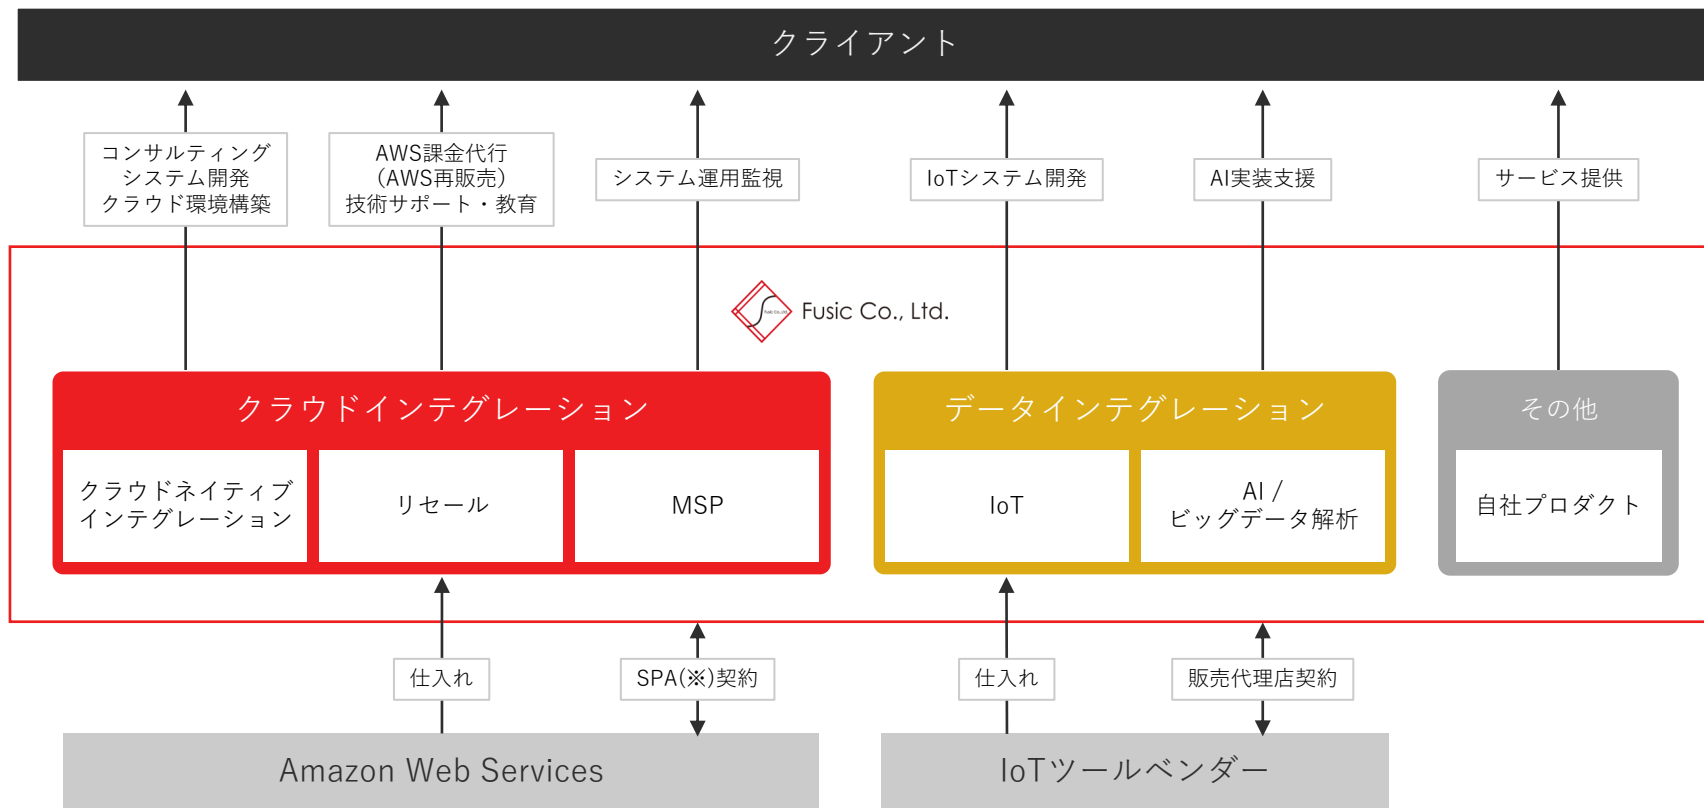 クライアント
コンサルティング
システム開発
クラウド環境構築
AWS課金代行
(AWS再販売)
技術サポート・教育
システム運用監視
IoTシステム開発
AI実装支援
サービス提供
Fusic Co., Ltd.
Fusic Co., Ltd.
クラウドインテグレーション
データインテグレーション
その他
クラウドネイティブ
インテグレーション
リセール
MSP
IoT
AI /
ビッグデータ解析
自社プロダクト
仕入れ
SPA(※)契約
仕入れ
販売代理店契約
Amazon Web Services
IoTツールベンダー